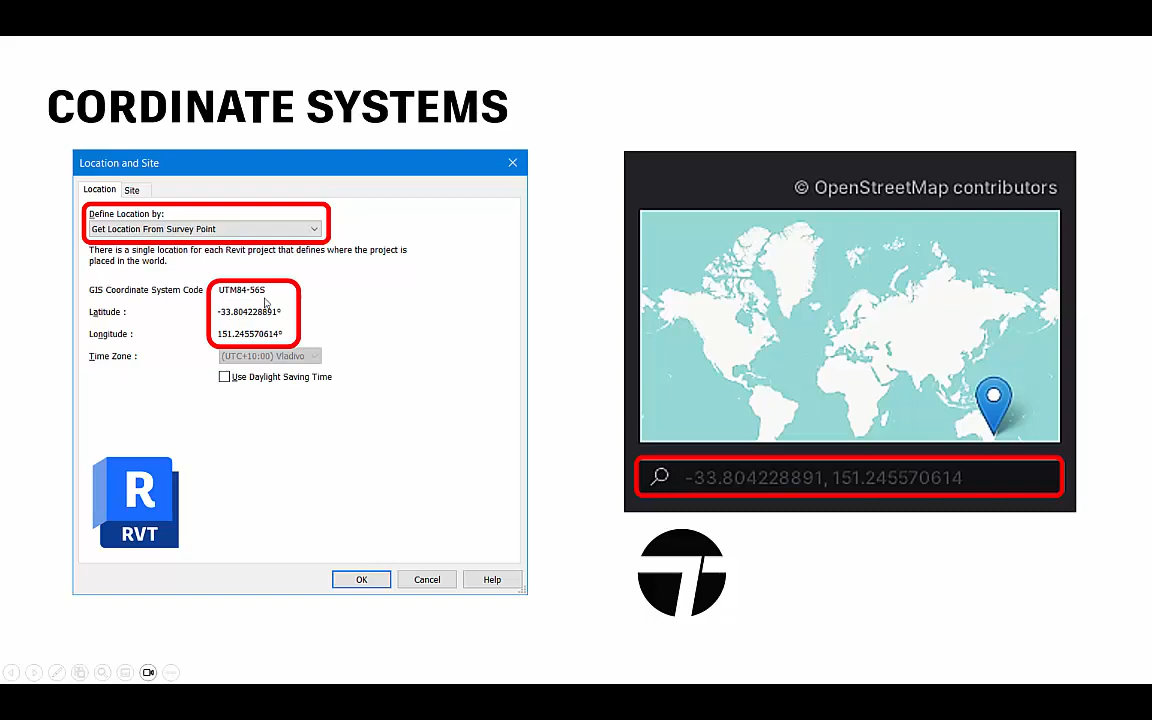 CORDINATE SYSTEMS
Location and Site
Location Site
Define Location by:
Get Location From Survey Point
There is a single location for each Revit project that defines where the project is
placed in the world.
GIS Coordinate System Code UTM84-56S
Latitude : -33.804228891°
Longitude : 151.245570614°
Time Zone : (UTC+10:00) Vladivo
Use Daylight Saving Time
R
RVT
OK Cancel Help
© OpenStreetMap contributors
-33.804228891, 151.245570614